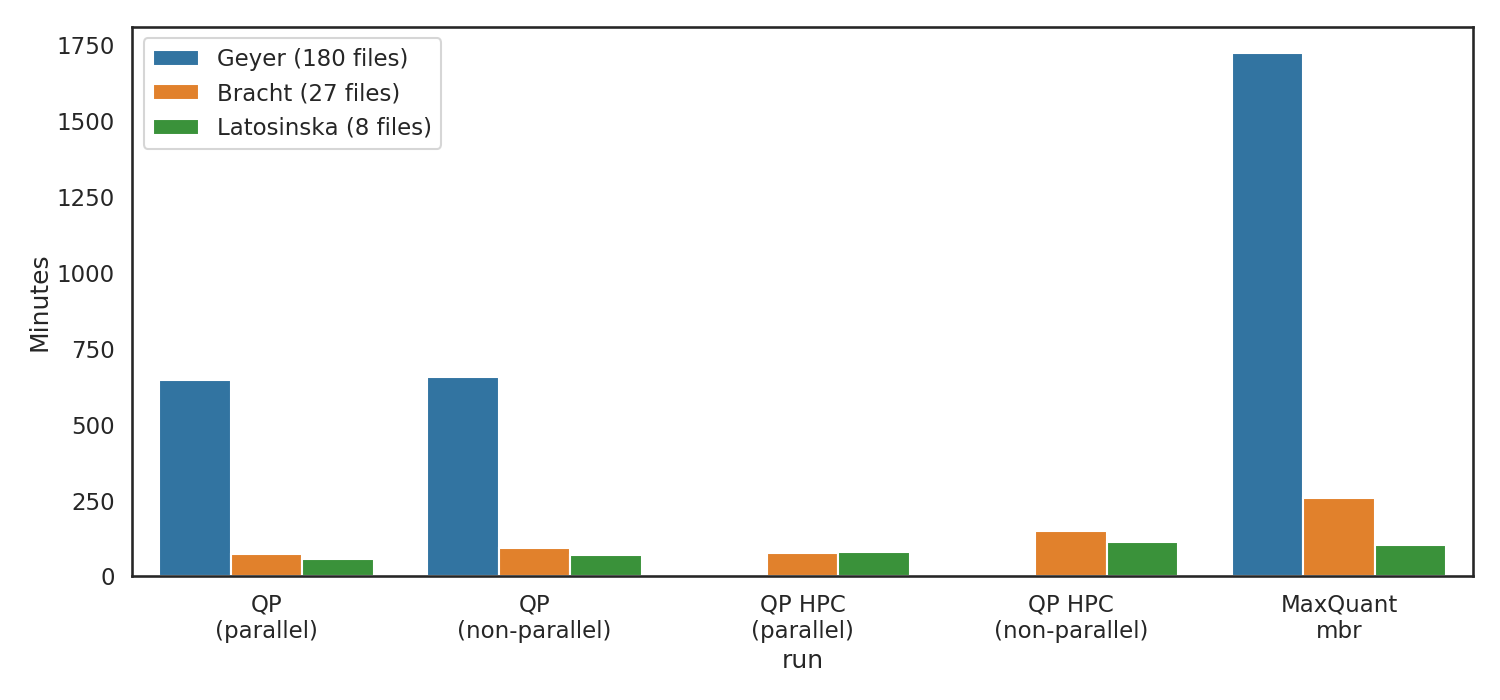 Geyer (180 files)
Bracht (27 files)
Latosinska (8 files)
Minutes
1750
1500
1250
1000
750
500
250
0
QP
(parallel)
QP
(non-parallel)
QP HPC
(parallel)
QP HPC
(non-parallel)
MaxQuant
mbr
run